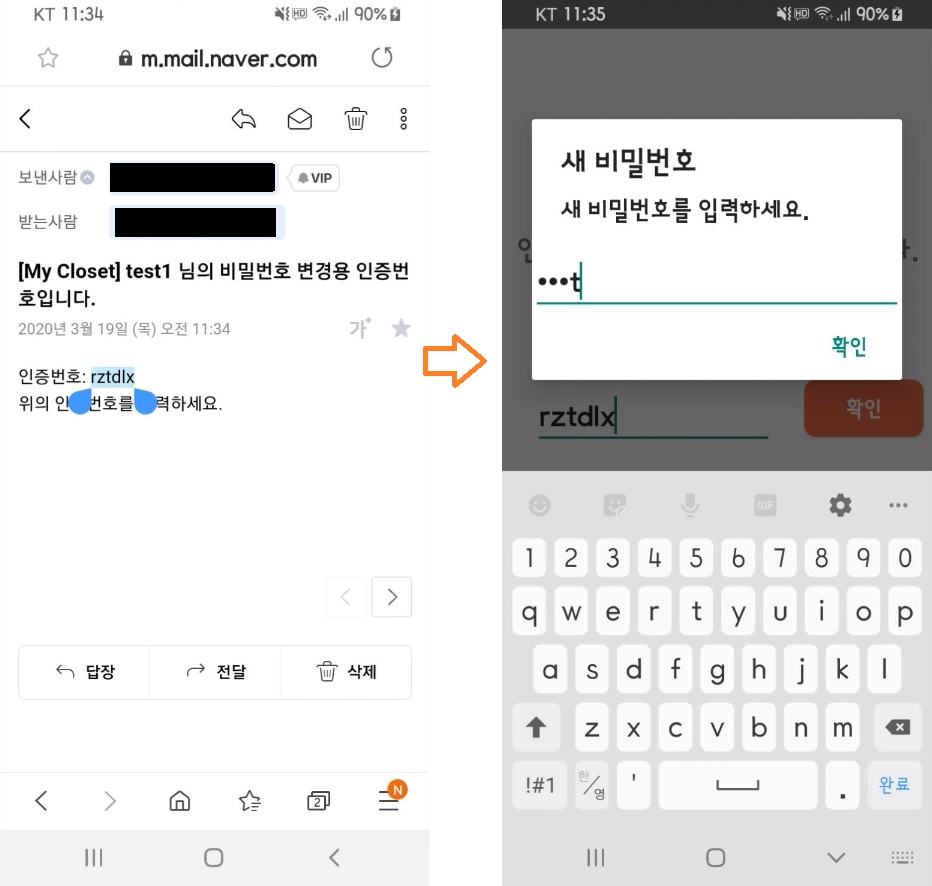 KT 11:34
90%
m.mail.naver.com
보낸사람
VIP
받는사람
[My Closet] test1 님의 비밀번호 변경용 인증번
호입니다.
2020년 3월 19일 (목) 오전 11:34
가+
인증번호: rztdlx
위의 인 번호를 력하세요.
답장
전달
삭제
2
N
KT 11:35
90%
새 비밀번호
새 비밀번호를 입력하세요.
•••t
확인
rztdlx
확인
GIF
1 2 3 4 5 6 7 8 9 0
q w e r t y u i o p
a s d f g h j k l
z x c v b n m
!#1 한/영 ' . 완료